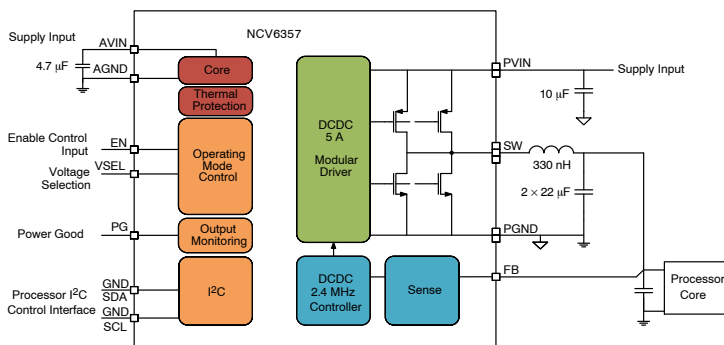 NCV6357
Supply Input
AVIN
4.7 µF
AGND
Core
Thermal
Protection
Enable Control
Input
EN
VSEL
Voltage
Selection
Operating
Mode
Control
Power Good
PG
Output
Monitoring
Processor I²C
Control Interface
GND
SDA
GND
SCL
I²C
DCDC
5 A
Modular
Driver
DCDC
2.4 MHz
Controller
Sense
PVIN
Supply Input
10 µF
SW
330 nH
2 × 22 µF
PGND
FB
Processor
Core